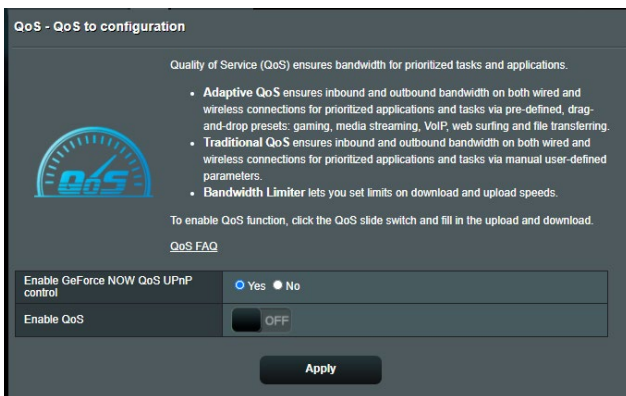 QoS - QoS to configuration
Quality of Service (QoS) ensures bandwidth for prioritized tasks and applications.
• Adaptive QoS ensures inbound and outbound bandwidth on both wired and
wireless connections for prioritized applications and tasks via pre-defined, drag-
and-drop presets: gaming, media streaming, VoIP, web surfing and file transferring.
• Traditional QoS ensures inbound and outbound bandwidth on both wired and
wireless connections for prioritized applications and tasks via manual user-defined
parameters.
• Bandwidth Limiter lets you set limits on download and upload speeds.
To enable QoS function, click the QoS slide switch and fill in the upload and download.
QoS FAQ
QoS
Enable GeForce NOW QoS UPnP
control
Yes No
Enable QoS
OFF
Apply